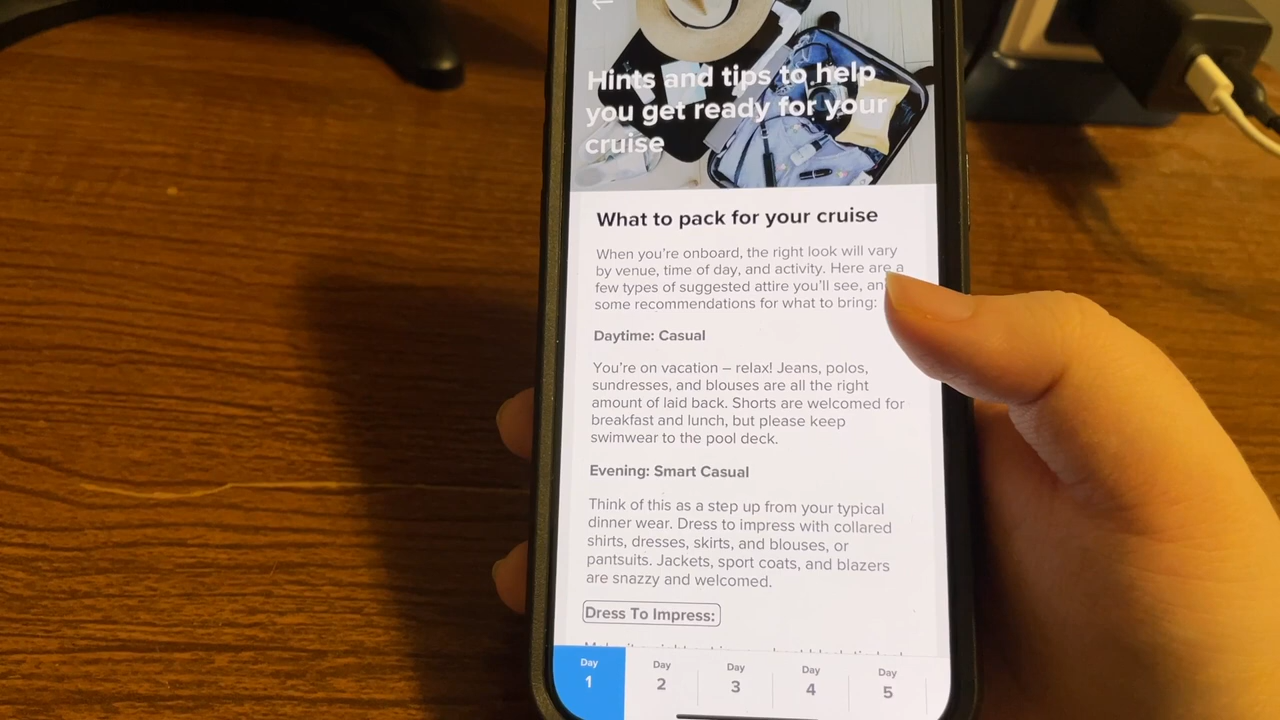 Hints and tips to help
you get ready for your
cruise
What to pack for your cruise
When you're onboard, the right look will vary
by venue, time of day, and activity. Here are a
few types of suggested attire you'll see, an
some recommendations for what to bring:
Daytime: Casual
You're on vacation – relax! Jeans, polos,
sundresses, and blouses are all the right
amount of laid back. Shorts are welcomed for
breakfast and lunch, but please keep
swimwear to the pool deck.
Evening: Smart Casual
Think of this as a step up from your typical
dinner wear. Dress to impress with collared
shirts, dresses, skirts, and blouses, or
pantsuits. Jackets, sport coats, and blazers
are snazzy and welcomed.
Dress To Impress:
Day Day Day Day Day
1 2 3 4 5